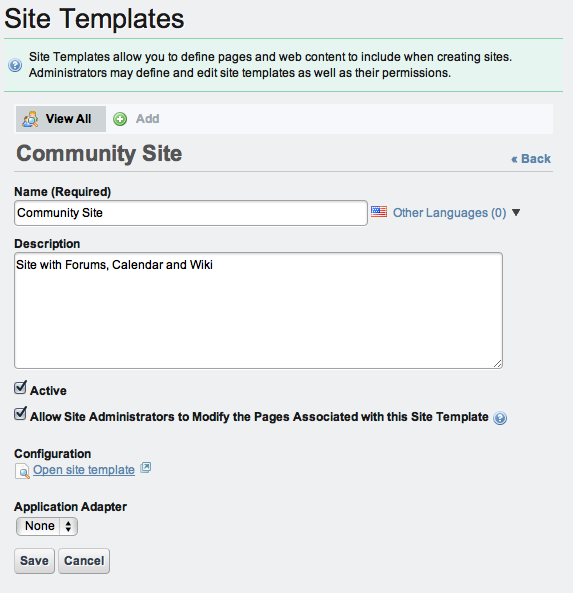 Site Templates
Site Templates allow you to define pages and web content to include when creating sites.
Administrators may define and edit site templates as well as their permissions.
View All Add
Community Site
« Back
Name (Required)
Community Site Other Languages (0) ▼
Description
Site with Forums, Calendar and Wiki
Active
Allow Site Administrators to Modify the Pages Associated with this Site Template
Configuration
Open site template
Application Adapter
None
Save Cancel